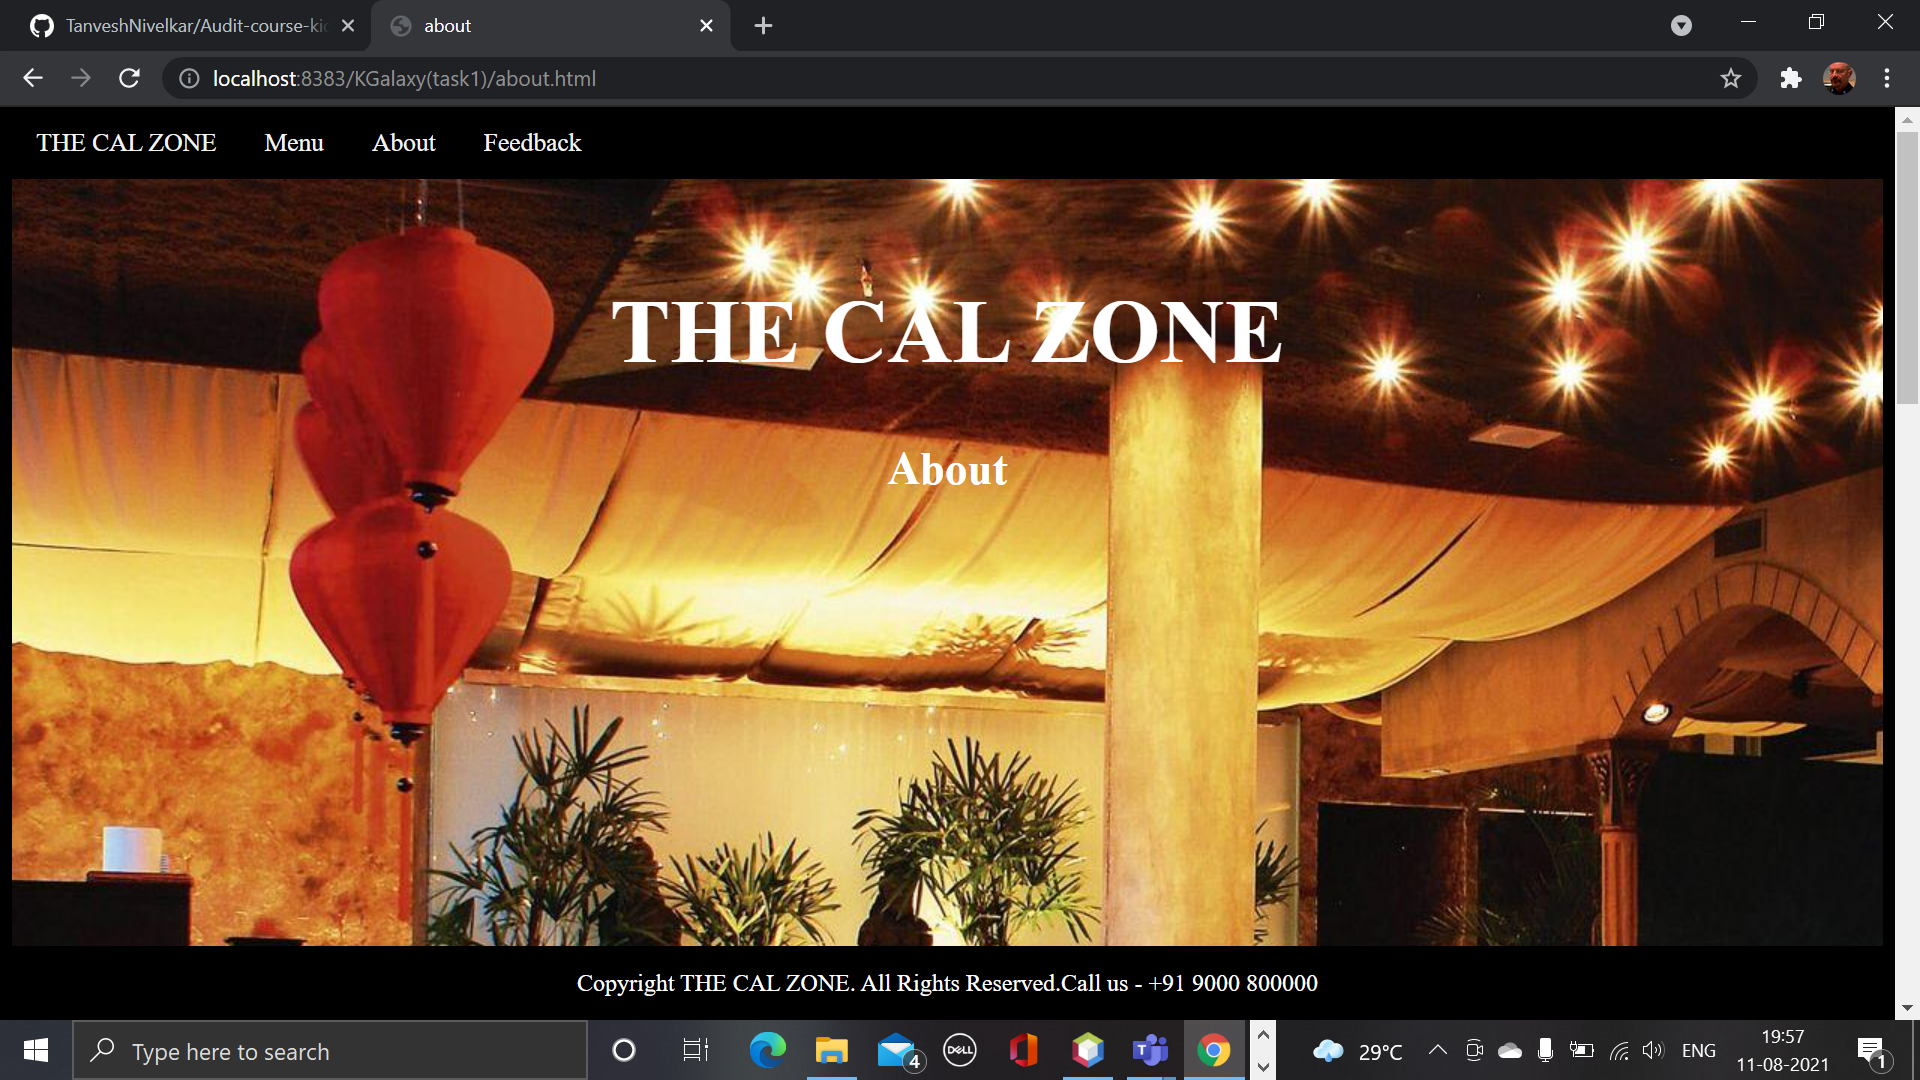 TanveshNivelkar/Audit-course-ki
about
localhost:8383/KGalaxy(task1)/about.html
THE CAL ZONE Menu About Feedback
THE CAL ZONE
About
Copyright THE CAL ZONE. All Rights Reserved.Call us - +91 9000 800000
Type here to search
4
DELL
29°C
ENG
19:57
11-08-2021
1